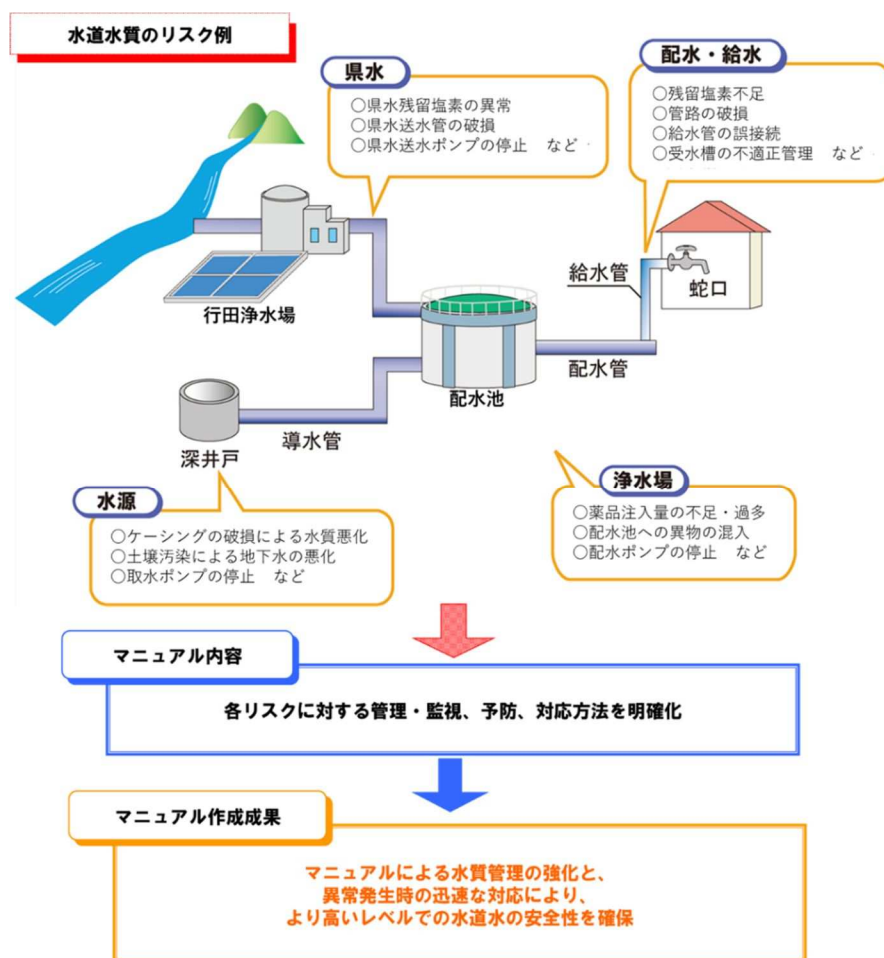 水道水質のリスク例
県水
○県水残留塩素の異常
○県水送水管の破損
○県水送水ポンプの停止　など
配水・給水
○残留塩素不足
○管路の破損
○給水管の誤接続
○受水槽の不適正管理　など
行田浄水場
給水管
蛇口
配水池
配水管
深井戸
導水管
水源
○ケーシングの破損による水質悪化
○土壌汚染による地下水の悪化
○取水ポンプの停止　など
浄水場
○薬品注入量の不足・過多
○配水池への異物の混入
○配水ポンプの停止　など
マニュアル内容
各リスクに対する管理・監視、予防、対応方法を明確化
マニュアル作成成果
マニュアルによる水質管理の強化と、
異常発生時の迅速な対応により、
より高いレベルでの水道水の安全性を確保